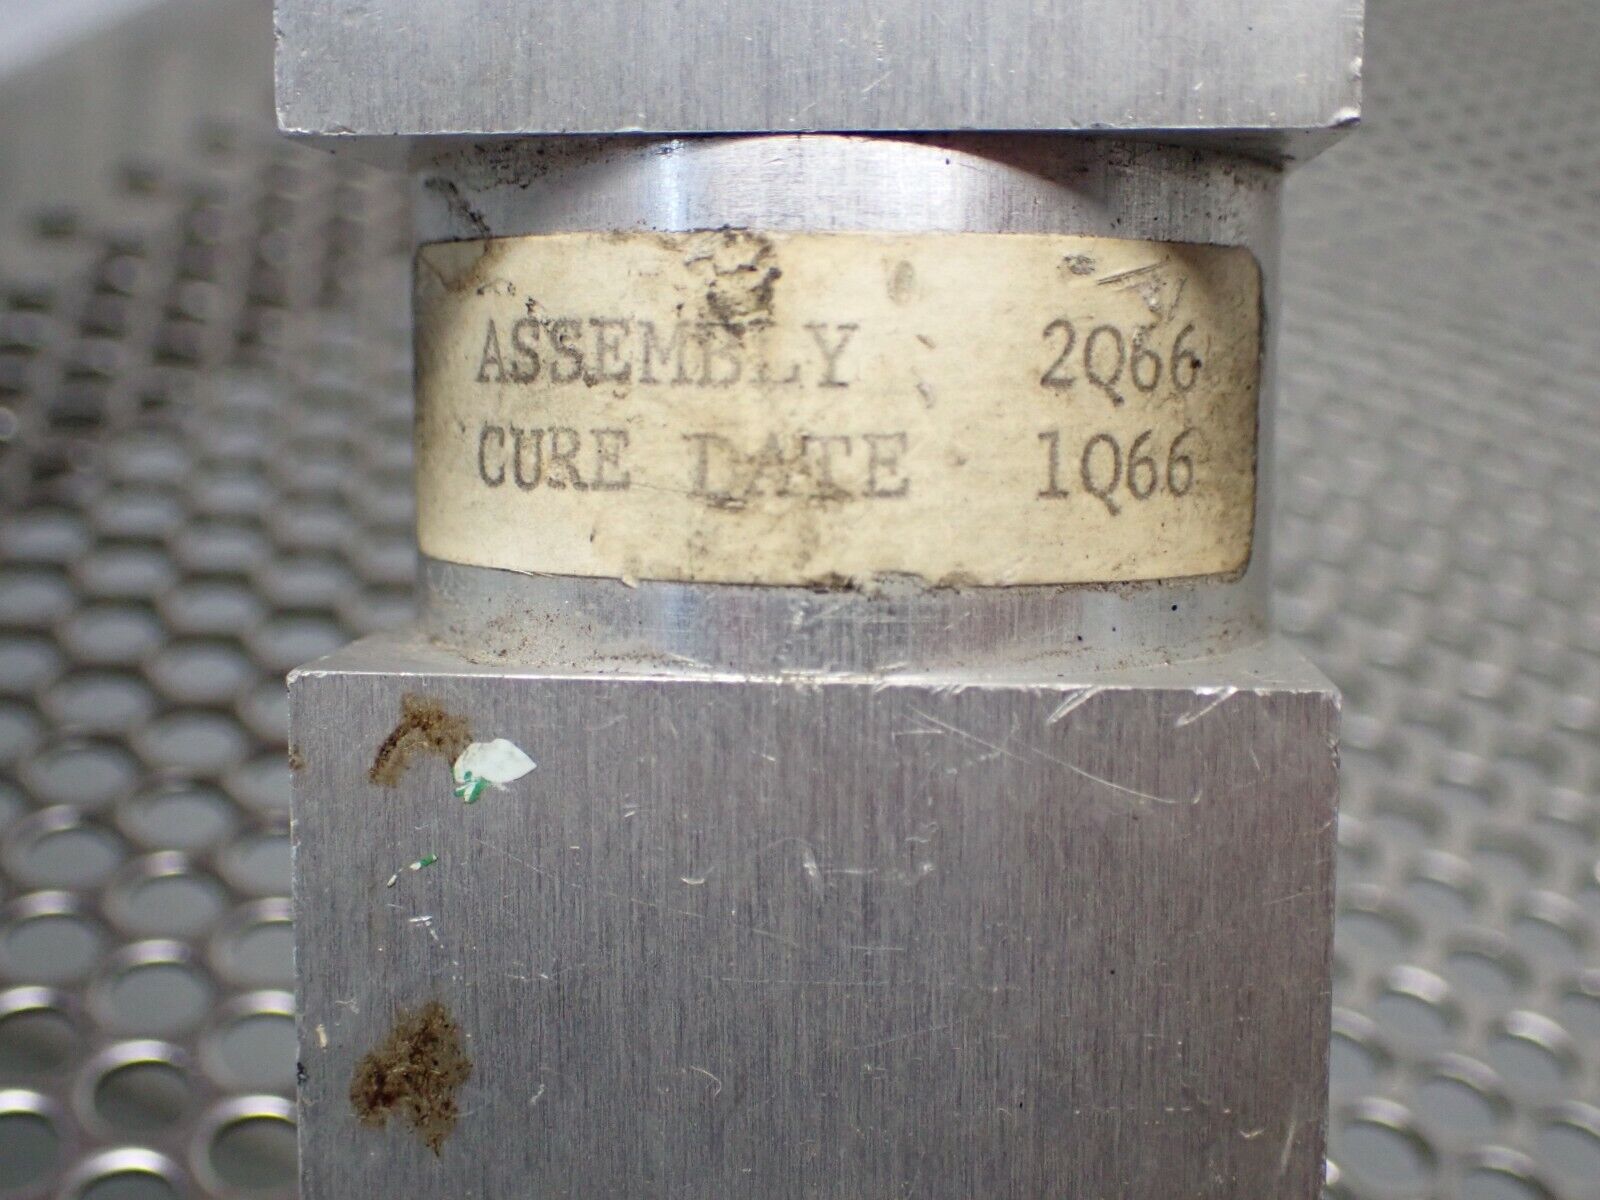 ASSEMBLY 2Q66
CURE DATE 1Q66